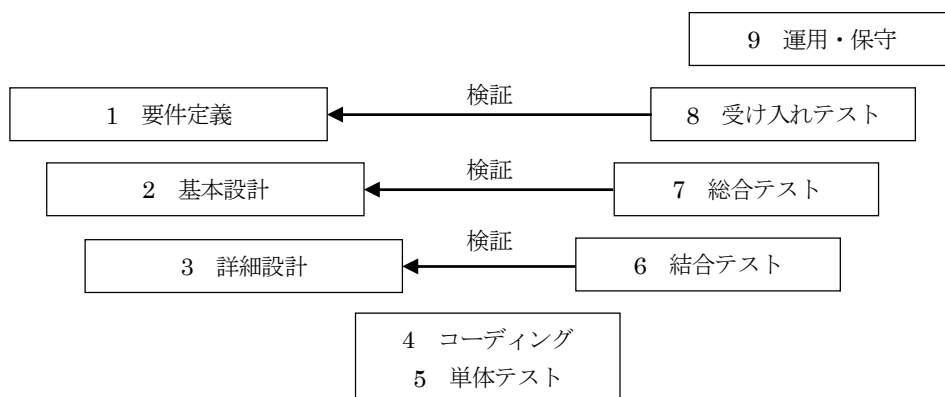 9　運用・保守
検証
1　要件定義
8　受け入れテスト
検証
2　基本設計
7　総合テスト
検証
3　詳細設計
6　結合テスト
4　コーディング
5　単体テスト